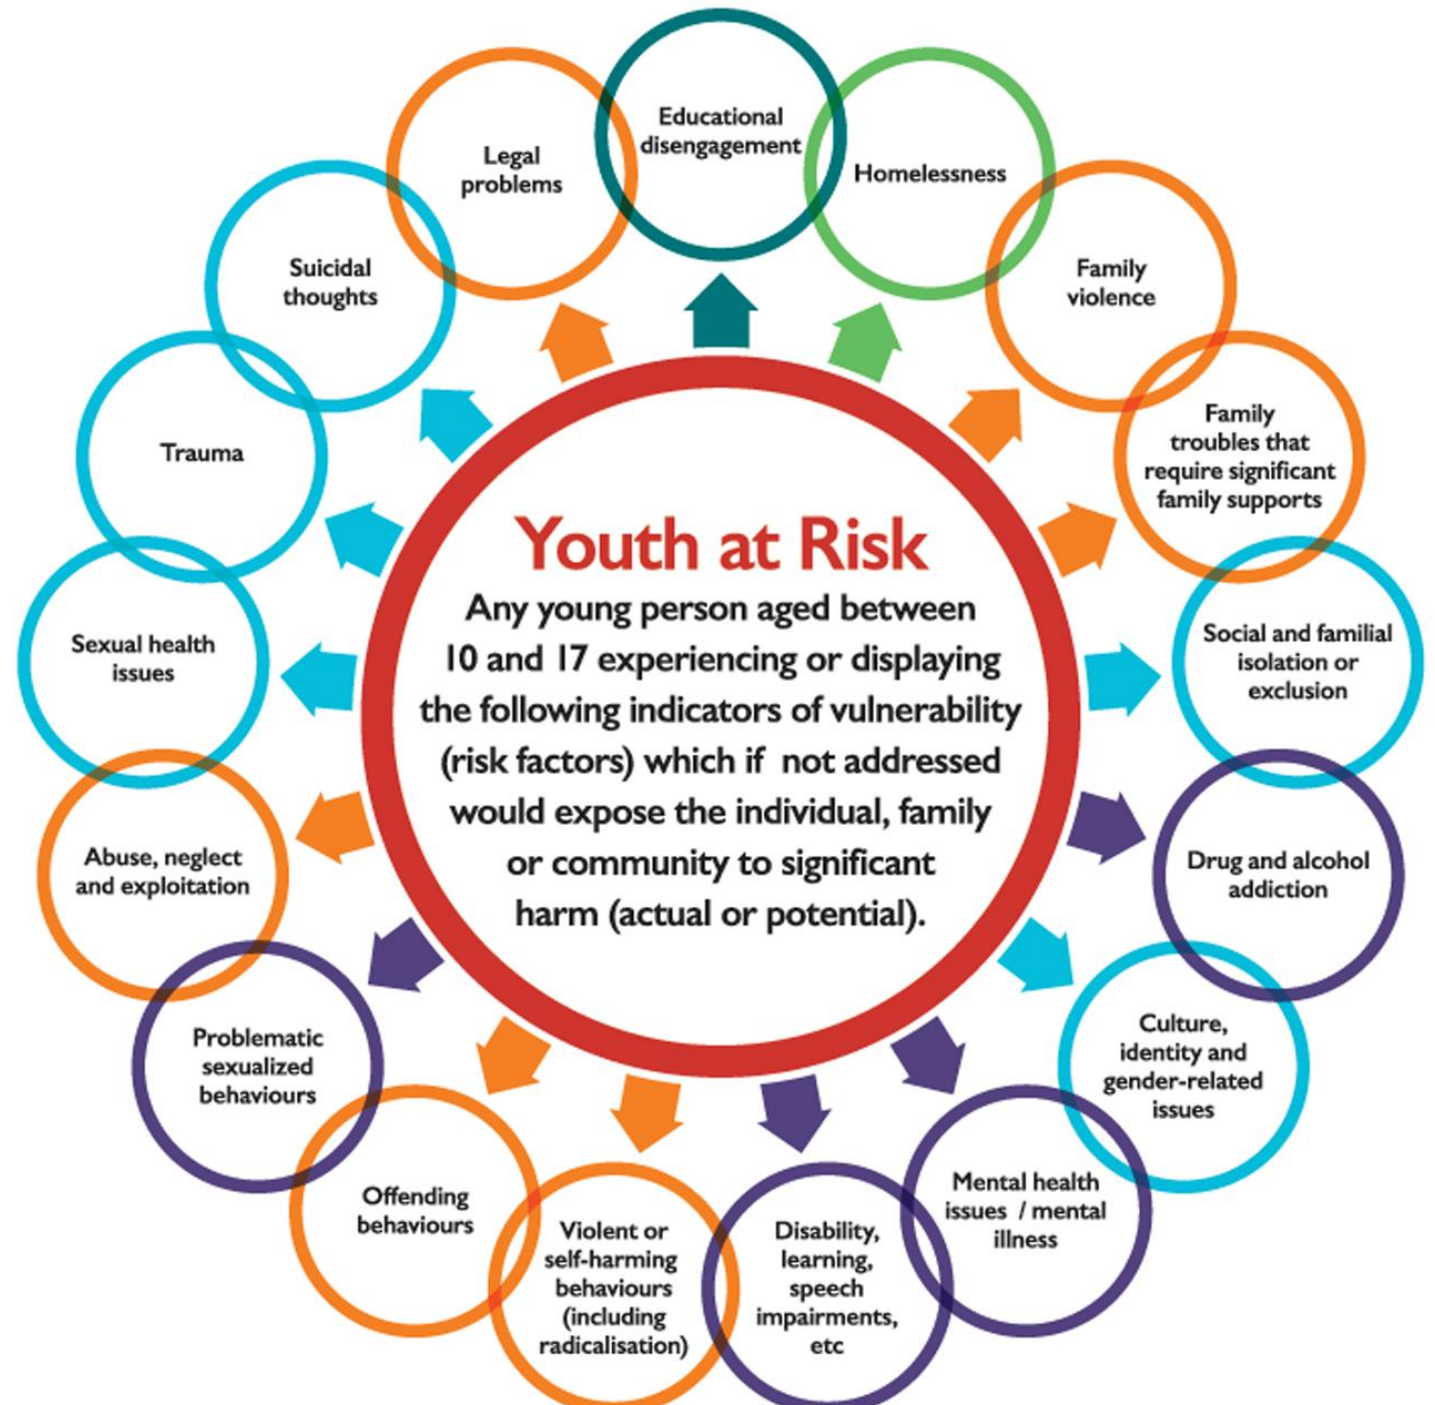 Educational
disengagement
Homelessness
Family
violence
Family
troubles that
require significant
family supports
Social and familial
isolation or
exclusion
Drug and alcohol
addiction
Culture,
identity and
gender-related
issues
Mental health
issues / mental
illness
Disability,
learning,
speech
impairments,
etc
Violent or
self-harming
behaviours
(including
radicalisation)
Offending
behaviours
Problematic
sexualized
behaviours
Abuse, neglect
and exploitation
Sexual health
issues
Trauma
Suicidal
thoughts
Legal
problems
Youth at Risk
Any young person aged between
10 and 17 experiencing or displaying
the following indicators of vulnerability
(risk factors) which if not addressed
would expose the individual, family
or community to significant
harm (actual or potential).